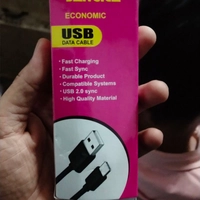 ECONOMIC
USB
DATA CABLE
• Fast Charging
• Fast Sync
• Durable Product
• Compatible Systems
• USB 2.0 sync
• High Quality Material